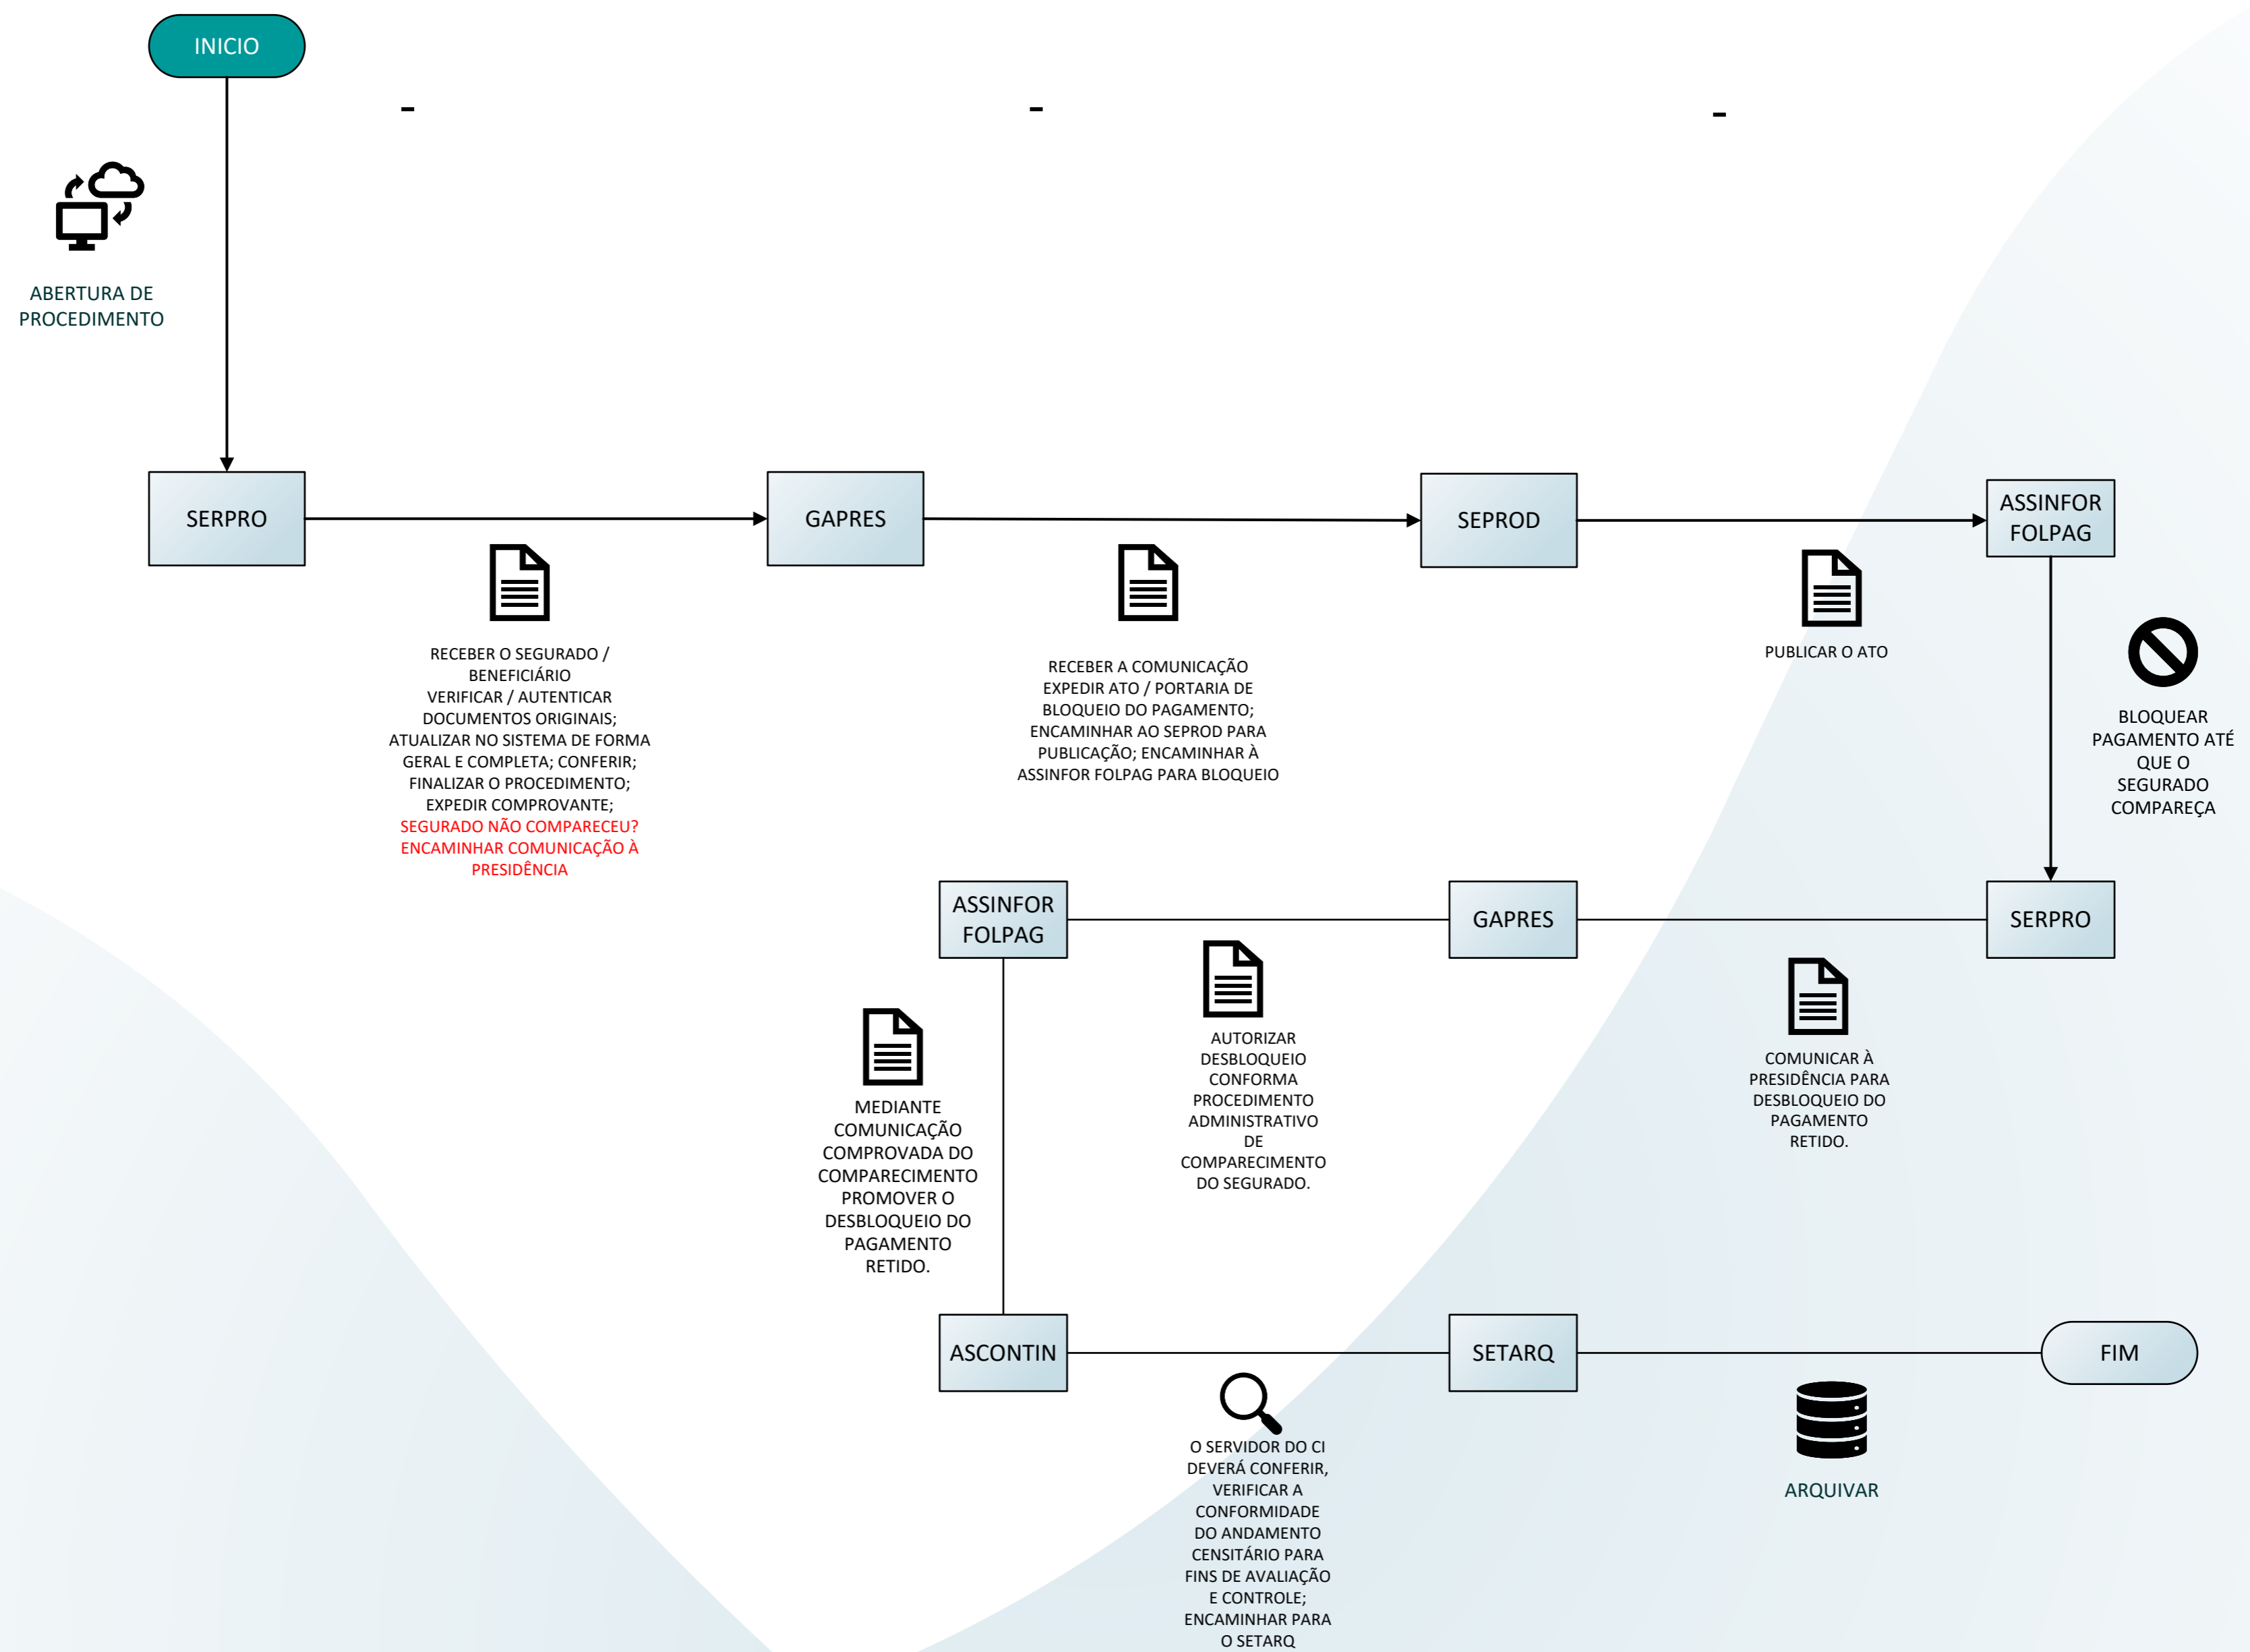 INICIO
-
-
-
ABERTURA DE
PROCEDIMENTO
SERPRO
GAPRES
SEPROD
ASSINFOR
FOLPAG
RECEBER O SEGURADO /
BENEFICIÁRIO
VERIFICAR / AUTENTICAR
DOCUMENTOS ORIGINAIS;
ATUALIZAR NO SISTEMA DE FORMA
GERAL E COMPLETA; CONFERIR;
FINALIZAR O PROCEDIMENTO;
EXPEDIR COMPROVANTE;
SEGURADO NÃO COMPARECEU?
ENCAMINHAR COMUNICAÇÃO À
PRESIDÊNCIA
RECEBER A COMUNICAÇÃO
EXPEDIR ATO / PORTARIA DE
BLOQUEIO DO PAGAMENTO;
ENCAMINHAR AO SEPROD PARA
PUBLICAÇÃO; ENCAMINHAR À
ASSINFOR FOLPAG PARA BLOQUEIO
PUBLICAR O ATO
BLOQUEAR
PAGAMENTO ATÉ
QUE O
SEGURADO
COMPAREÇA
SERPRO
GAPRES
ASSINFOR
FOLPAG
COMUNICAR À
PRESIDÊNCIA PARA
DESBLOQUEIO DO
PAGAMENTO
RETIDO.
AUTORIZAR
DESBLOQUEIO
CONFORMA
PROCEDIMENTO
ADMINISTRATIVO
DE
COMPARECIMENTO
DO SEGURADO.
MEDIANTE
COMUNICAÇÃO
COMPROVADA DO
COMPARECIMENTO
PROMOVER O
DESBLOQUEIO DO
PAGAMENTO
RETIDO.
ASCONTIN
SETARQ
FIM
O SERVIDOR DO CI
DEVERÁ CONFERIR,
VERIFICAR A
CONFORMIDADE
DO ANDAMENTO
CENSITÁRIO PARA
FINS DE AVALIAÇÃO
E CONTROLE;
ENCAMINHAR PARA
O SETARQ
ARQUIVAR